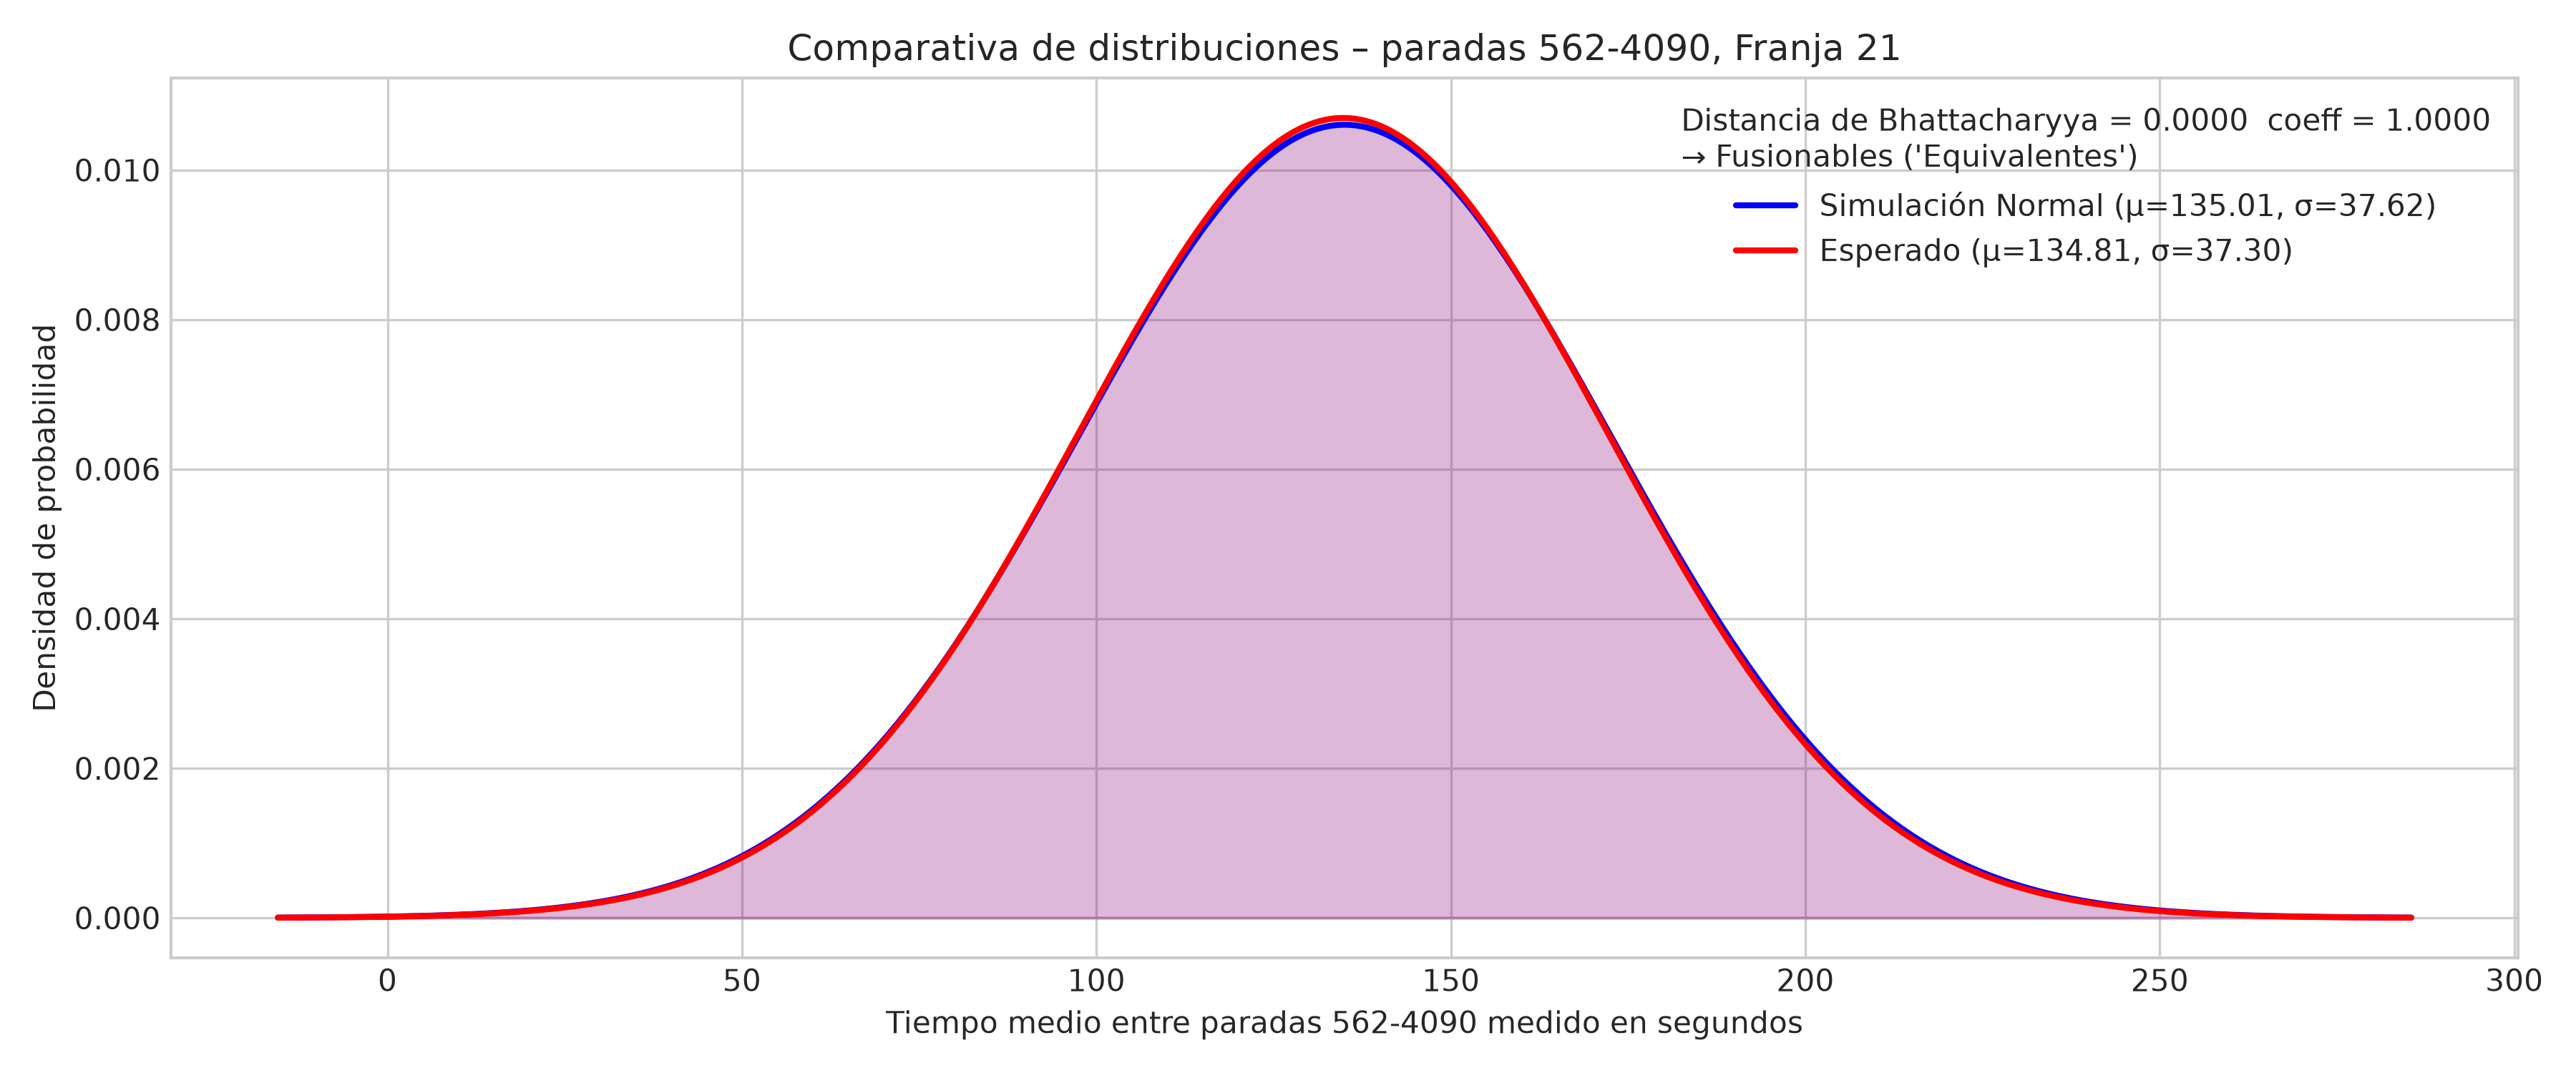 Comparativa de distribuciones – paradas 562-4090, Franja 21
Distancia de Bhattacharyya = 0.0000  coeff = 1.0000
→ Fusionables ('Equivalentes')
Simulación Normal (μ=135.01, σ=37.62)
Esperado (μ=134.81, σ=37.30)
Densidad de probabilidad
0.010
0.008
0.006
0.004
0.002
0.000
0 50 100 150 200 250 300
Tiempo medio entre paradas 562-4090 medido en segundos